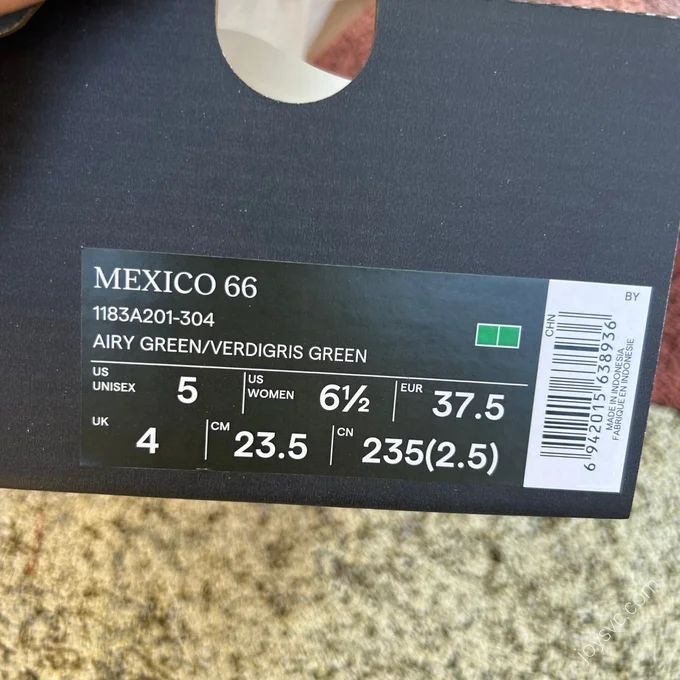 MEXICO 66
1183A201-304
AIRY GREEN/VERDIGRIS GREEN
US UNISEX 5
US WOMEN 6½
EUR 37.5
UK 4
CM 23.5
CN 235(2.5)
BY
CHN
6 942015 638936
MADE IN INDONESIA
FABRIQUE EN INDONESIE